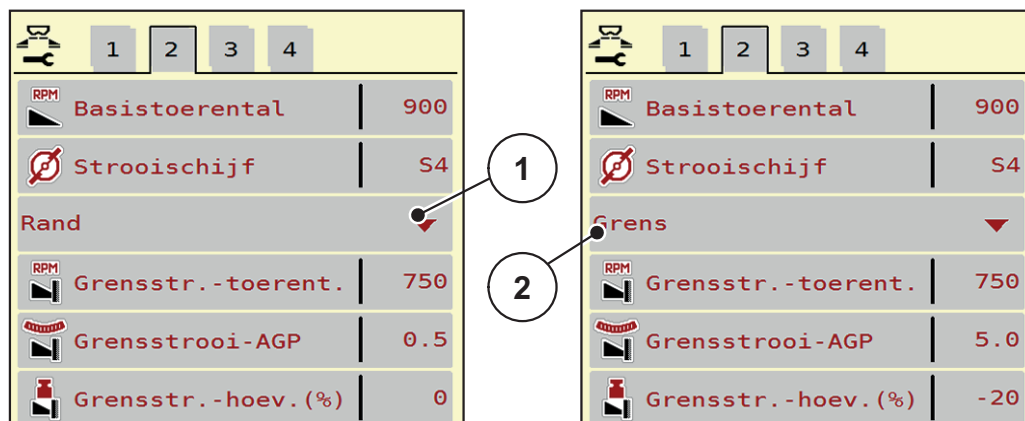 1 2 3 4
RPM
Basistoerental 900
Strooischijf S4
Rand
RPM
Grensstr.-toerent. 750
Grensstrooi-AGP 0.5
Grensstr.-hoev.(%) 0
1
2
1 2 3 4
RPM
Basistoerental 900
Strooischijf S4
Grens
RPM
Grensstr.-toerent. 750
Grensstrooi-AGP 5.0
Grensstr.-hoev.(%) -20